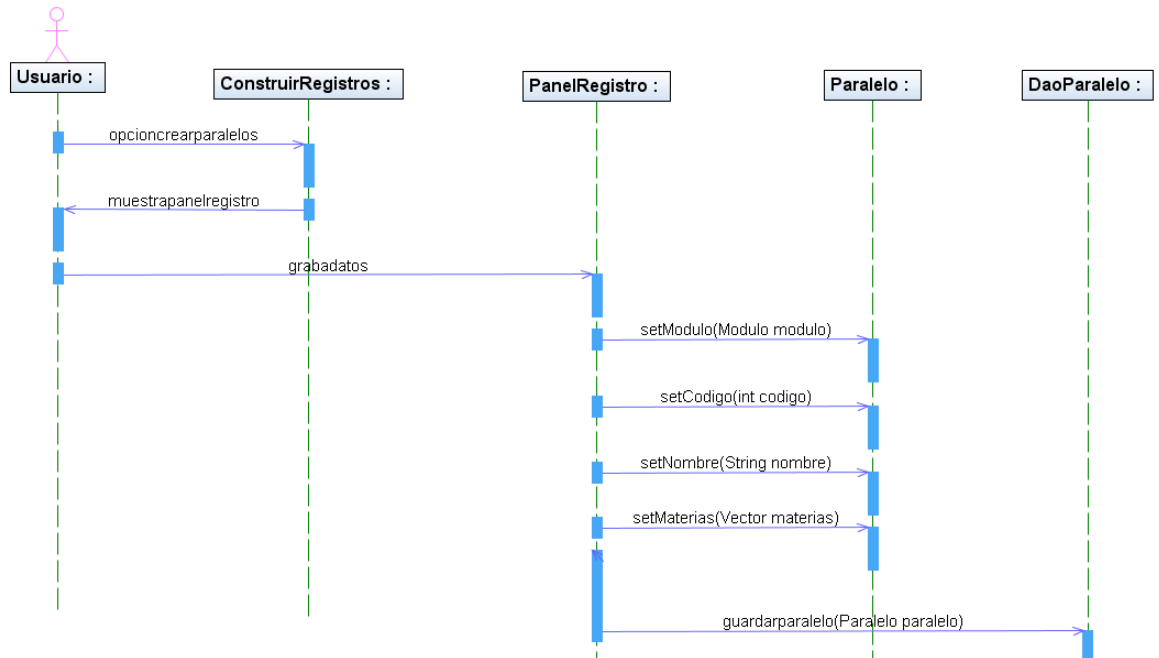 Usuario :
ConstruirRegistros :
PanelRegistro :
Paralelo :
DaoParalelo :
opcioncrearparalelos
muestrapanelregistro
grabadatos
setModulo(Modulo modulo)
setCodigo(int codigo)
setNombre(String nombre)
setMaterias(Vector materias)
guardarparalelo(Paralelo paralelo)